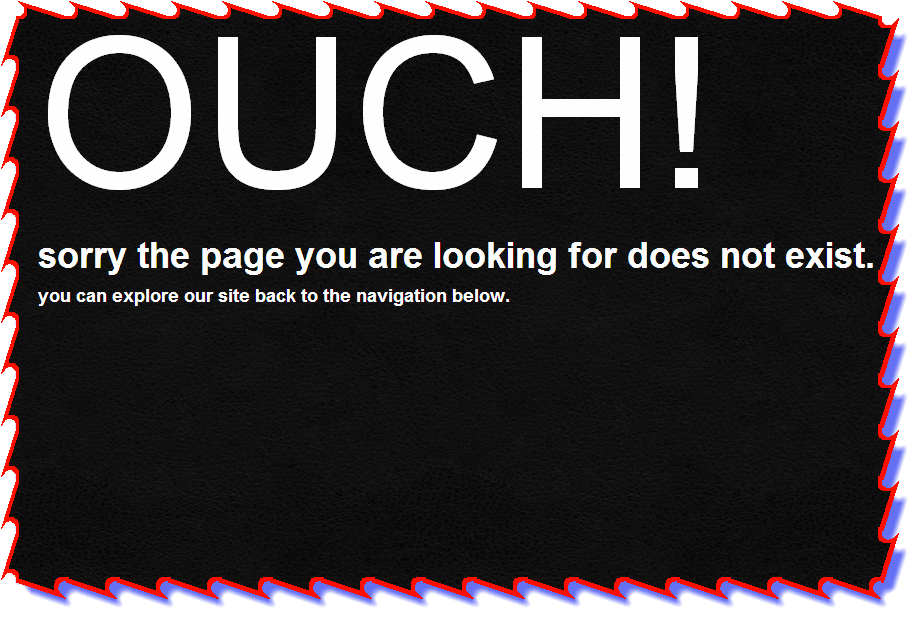 OUCH!
sorry the page you are looking for does not exist.
you can explore our site back to the navigation below.